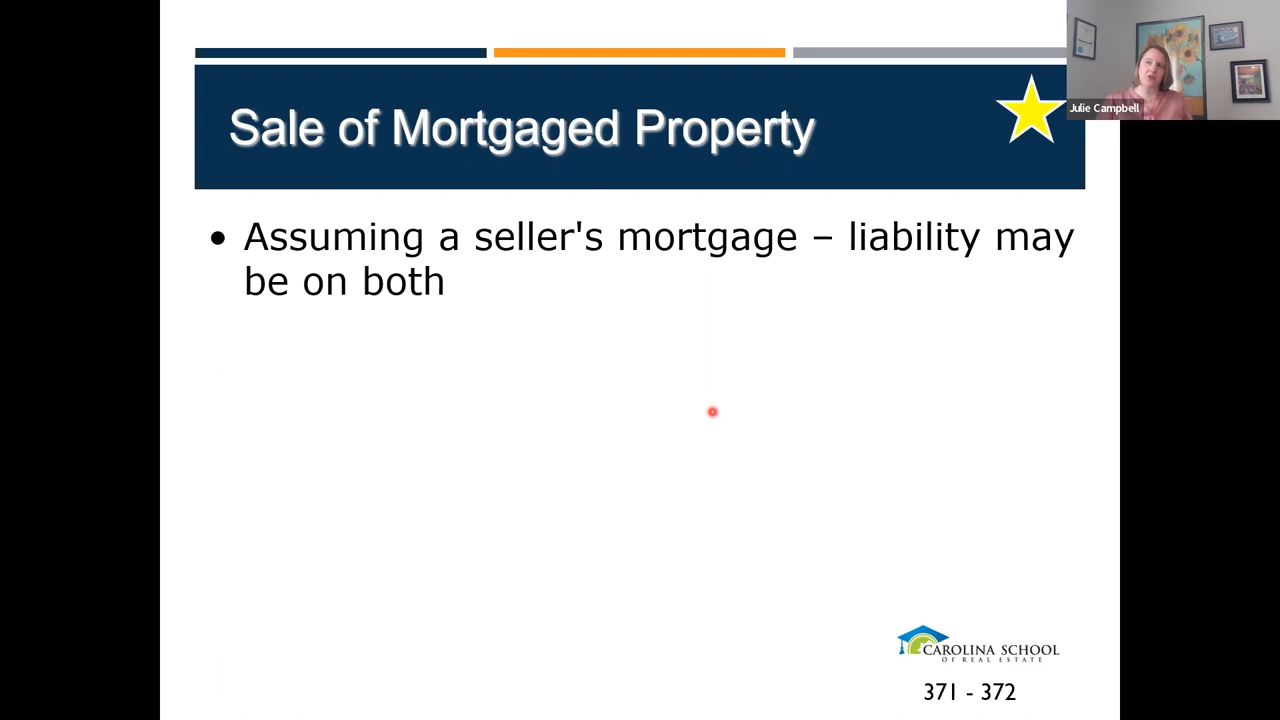 Sale of Mortgaged Property
Julie Campbell
• Assuming a seller's mortgage – liability may
be on both
CAROLINA SCHOOL
OF REAL ESTATE
371 - 372